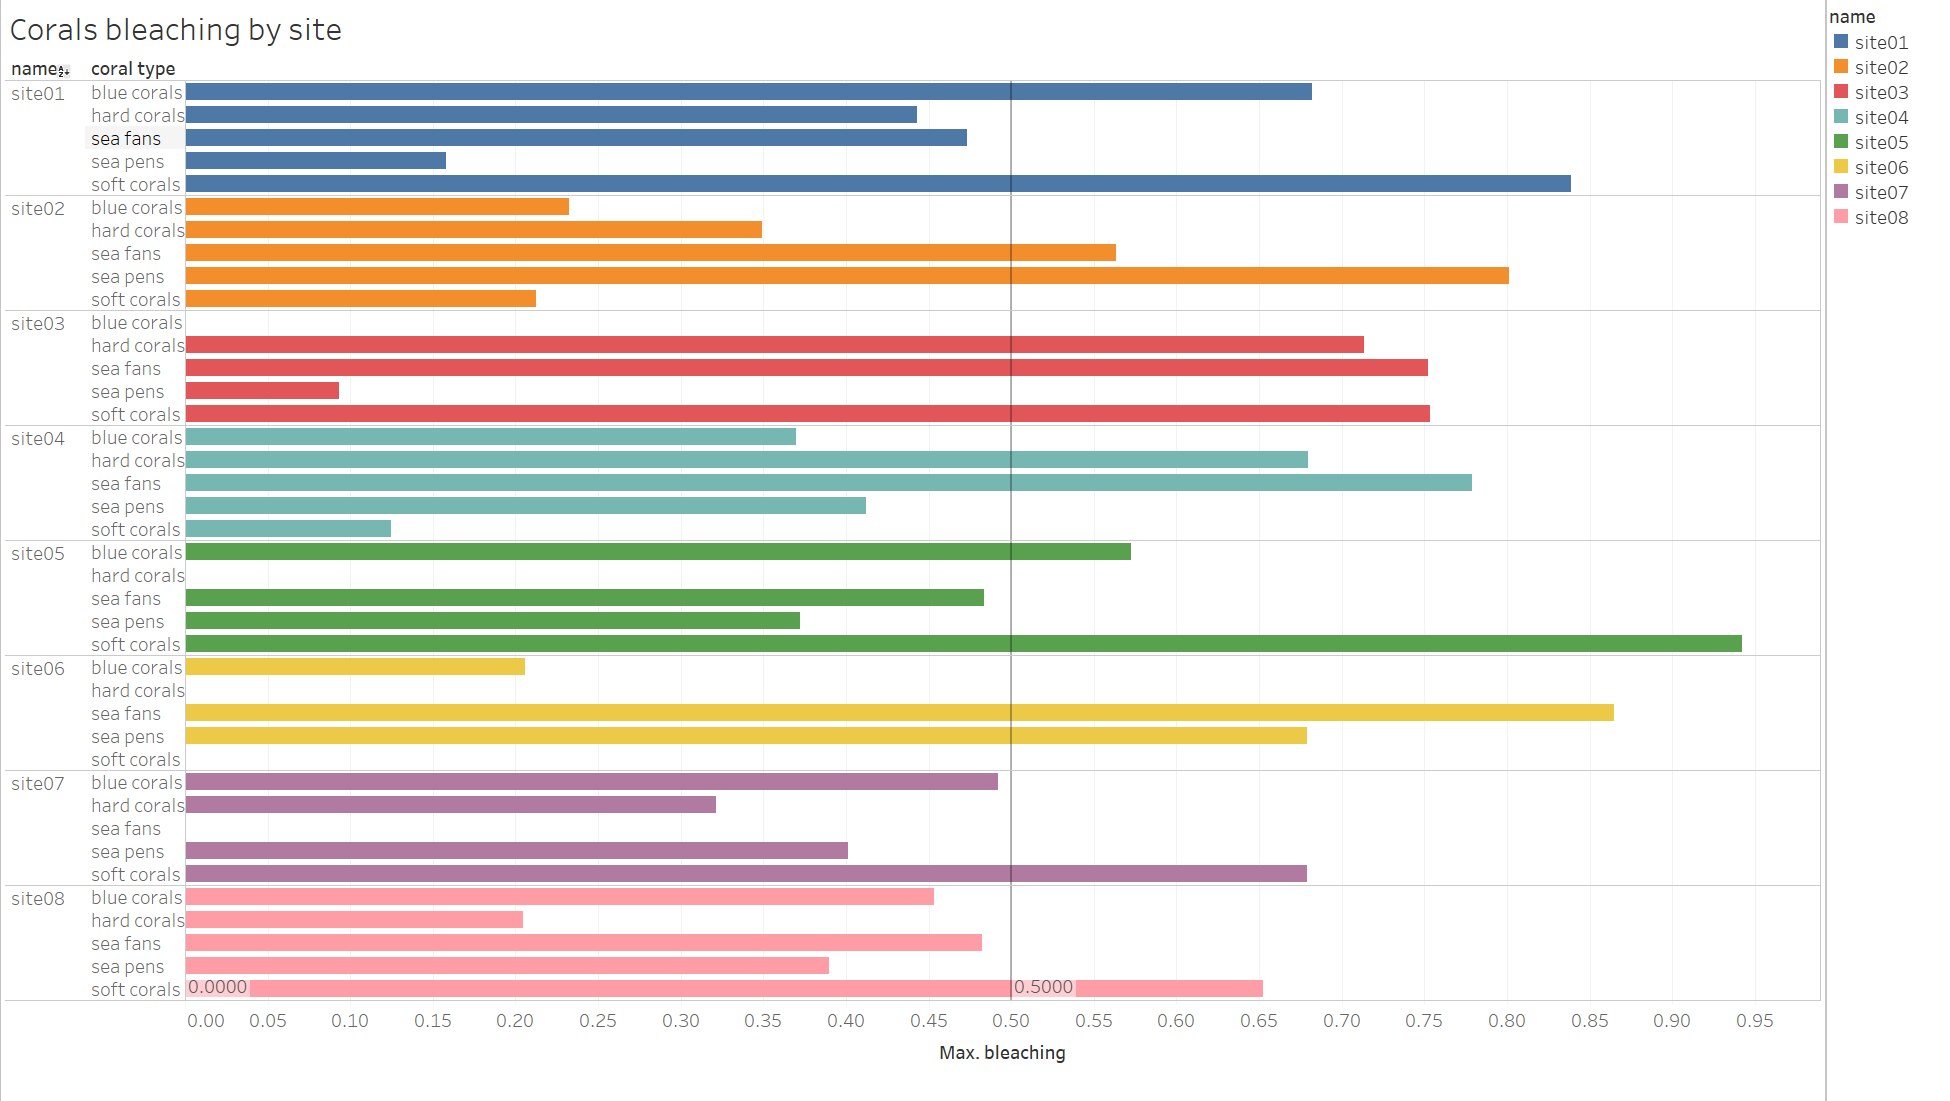 Corals bleaching by site
name coral type
site01 blue corals
hard corals
sea fans
sea pens
soft corals
site02 blue corals
hard corals
sea fans
sea pens
soft corals
site03 blue corals
hard corals
sea fans
sea pens
soft corals
site04 blue corals
hard corals
sea fans
sea pens
soft corals
site05 blue corals
hard corals
sea fans
sea pens
soft corals
site06 blue corals
hard corals
sea fans
sea pens
soft corals
site07 blue corals
hard corals
sea fans
sea pens
soft corals
site08 blue corals
hard corals
sea fans
sea pens
soft corals 0.0000 0.5000
0.00 0.05 0.10 0.15 0.20 0.25 0.30 0.35 0.40 0.45 0.50 0.55 0.60 0.65 0.70 0.75 0.80 0.85 0.90 0.95
Max. bleaching
name
site01
site02
site03
site04
site05
site06
site07
site08